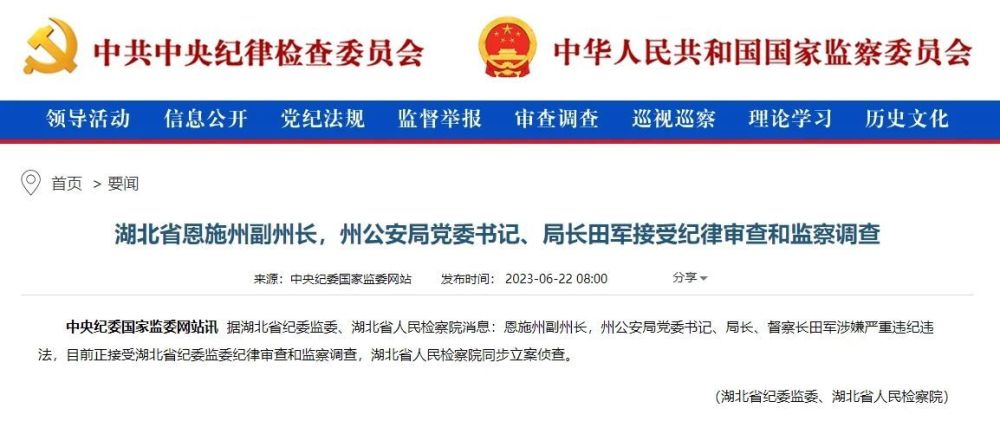 中共中央纪律检查委员会 中华人民共和国国家监察委员会
领导活动 信息公开 党纪法规 监督举报 审查调查 巡视巡察 理论学习 历史文化
首页 > 要闻
湖北省恩施州副州长，州公安局党委书记、局长田军接受纪律审查和监察调查
来源：中央纪委国家监委网站 发布时间：2023-06-22 08:00 分享
中央纪委国家监委网站讯 据湖北省纪委监委、湖北省人民检察院消息：恩施州副州长，州公安局党委书记、局长、督察长田军涉嫌严重违纪违
法，目前正接受湖北省纪委监委纪律审查和监察调查，湖北省人民检察院同步立案侦查。
（湖北省纪委监委、湖北省人民检察院）